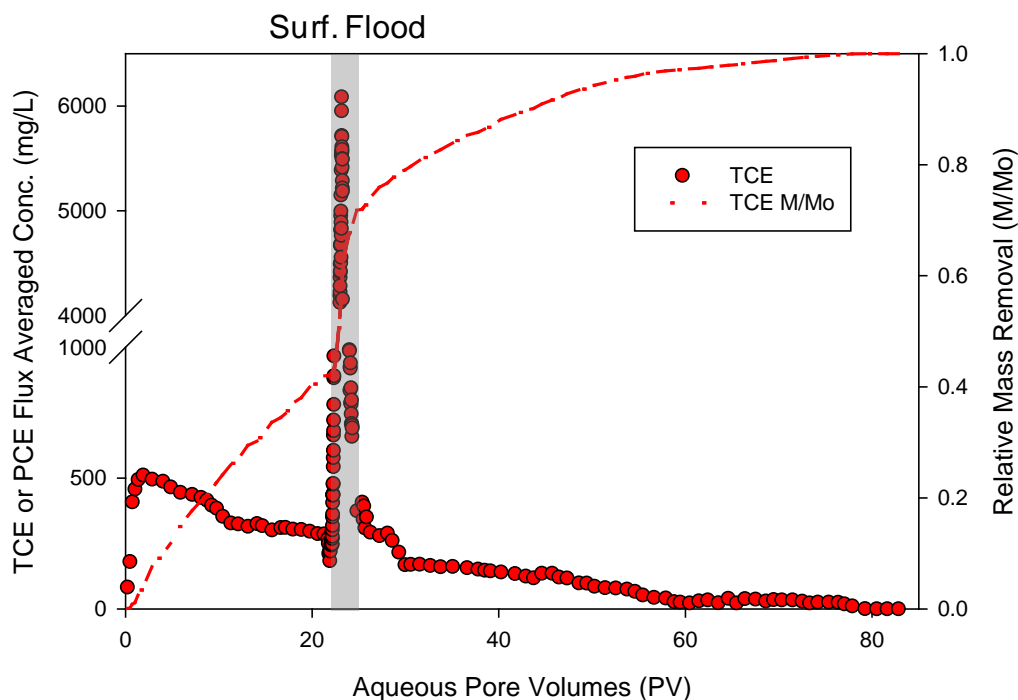 Surf. Flood
TCE or PCE Flux Averaged Conc. (mg/L)
6000
5000
4000
1000
500
0
1.0
0.8
0.6
0.4
0.2
0.0
Relative Mass Removal (M/Mo)
TCE
TCE M/Mo
0 20 40 60 80
Aqueous Pore Volumes (PV)